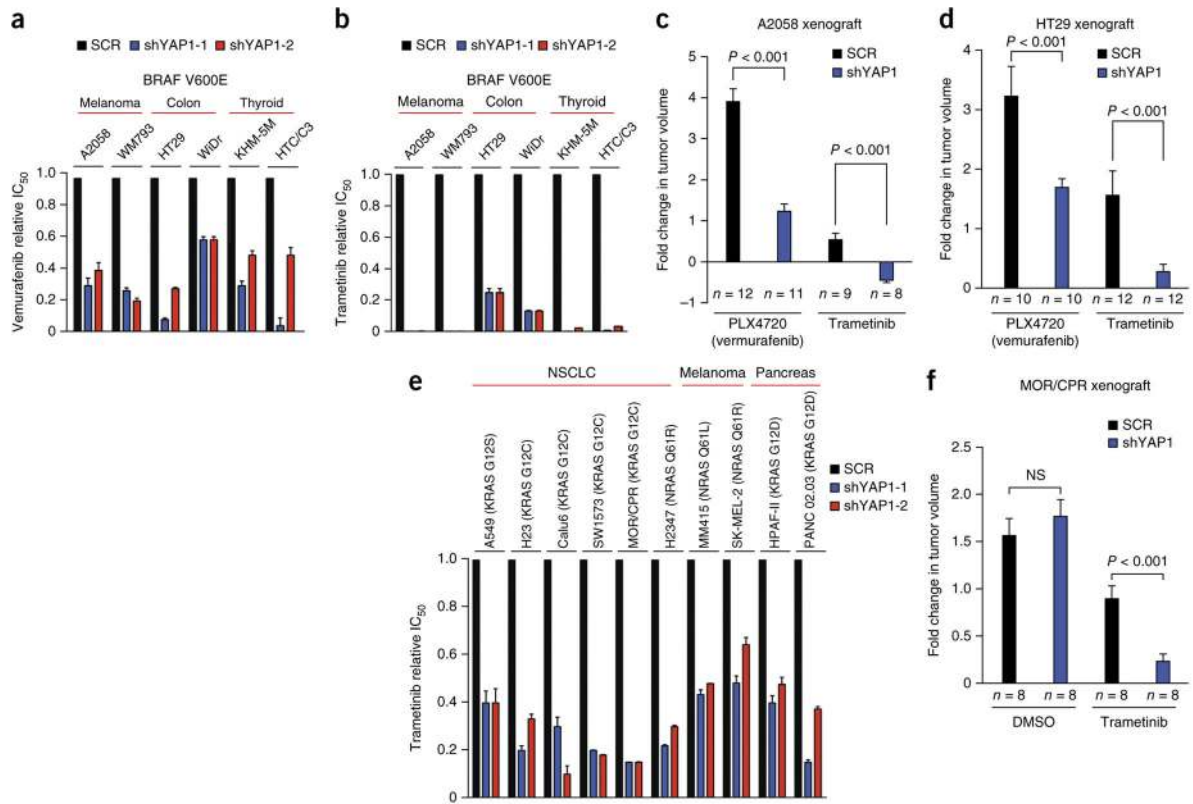 a
SCR shYAP1-1 shYAP1-2
BRAF V600E
Melanoma Colon Thyroid
A2058 WM793 HT29 WiDr KHM-5M HTC/C3
Vemurafenib relative IC50
1.0
0.8
0.6
0.4
0.2
0
b
SCR shYAP1-1 shYAP1-2
BRAF V600E
Melanoma Colon Thyroid
A2058 WM793 HT29 WiDr KHM-5M HTC/C3
Trametinib relative IC50
1.0
0.8
0.6
0.4
0.2
0
c
A2058 xenograft
SCR
shYAP1
P < 0.001
P < 0.001
Fold change in tumor volume
5
4
3
2
1
0
–1
n = 12 n = 11 n = 9 n = 8
PLX4720 Trametinib
(vermurafenib)
d
HT29 xenograft
SCR
shYAP1
P < 0.001
P < 0.001
Fold change in tumor volume
4
3
2
1
0
n = 10 n = 10 n = 12 n = 12
PLX4720 Trametinib
(vemurafenib)
e
NSCLC Melanoma Pancreas
A549 (KRAS G12S)
H23 (KRAS G12C)
Calu6 (KRAS G12C)
SW1573 (KRAS G12C)
MOR/CPR (KRAS G12C)
H2347 (NRAS Q61R)
MM415 (NRAS Q61L)
SK-MEL-2 (NRAS Q61R)
HPAF-II (KRAS G12D)
PANC 02.03 (KRAS G12D)
SCR
shYAP1-1
shYAP1-2
Trametinib relative IC50
1.0
0.8
0.6
0.4
0.2
0
f
MOR/CPR xenograft
SCR
shYAP1
NS
P < 0.001
Fold change in tumor volume
2.5
2.0
1.5
1.0
0.5
0
n = 8 n = 8 n = 8 n = 8
DMSO Trametinib